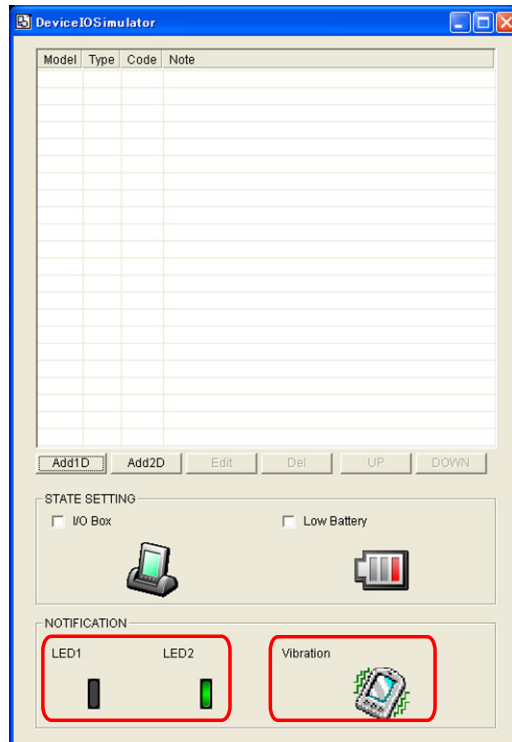 DeviceIOSimulator
Model Type Code Note
Add1D Add2D Edit Del UP DOWN
STATE SETTING
I/O Box Low Battery
NOTIFICATION
LED1 LED2 Vibration